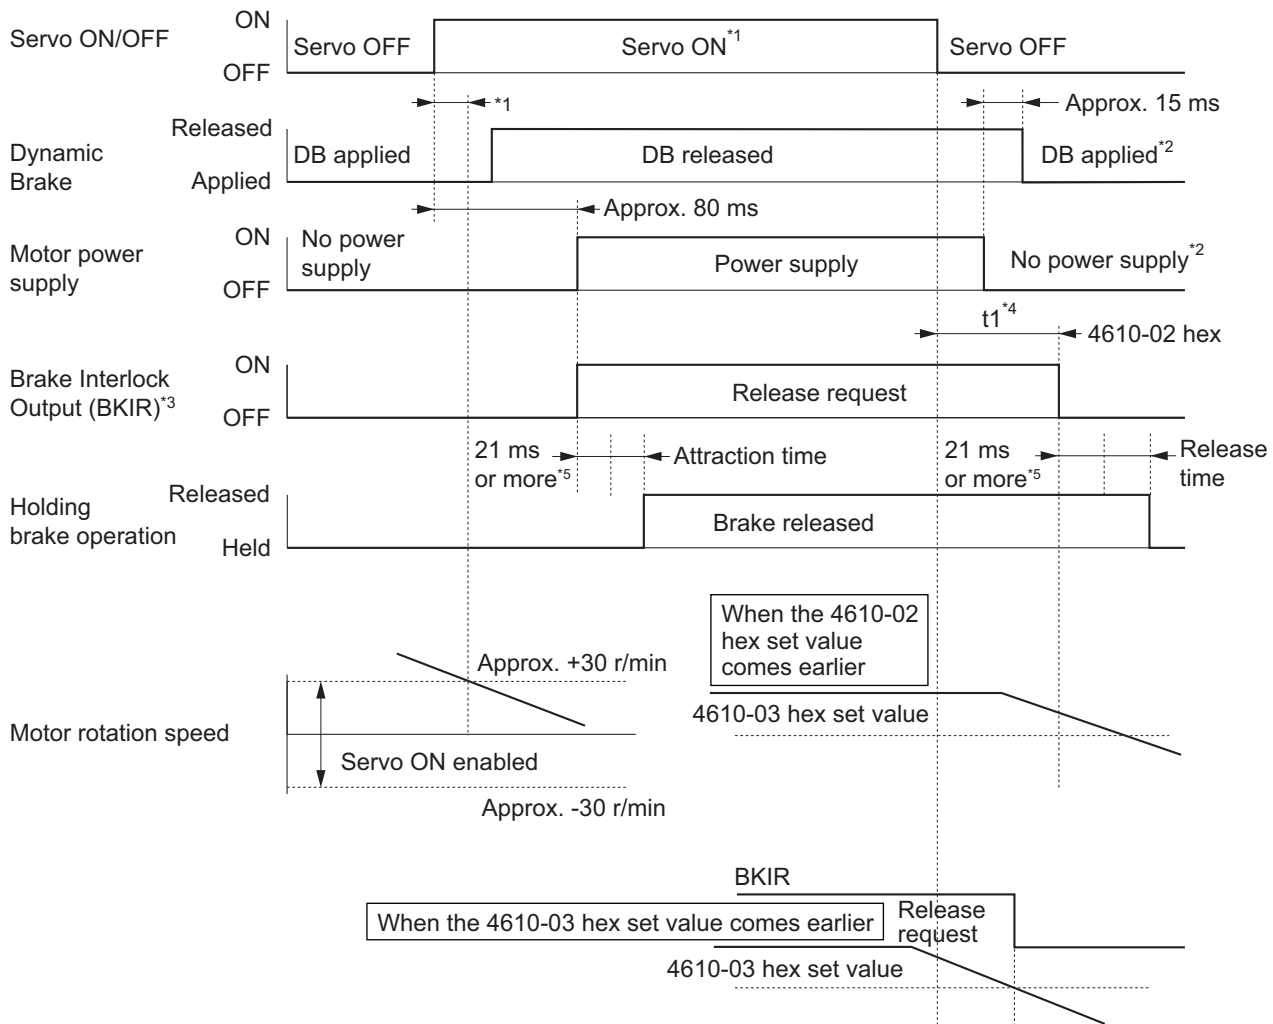 ON
Servo ON/OFF
Servo OFF
Servo ON*1
Servo OFF
OFF
*1
Approx. 15 ms
Released
Dynamic
Brake
DB applied
DB released
DB applied*2
Applied
Approx. 80 ms
ON
Motor power
supply
No power
supply
Power supply
No power supply*2
OFF
t1*4
4610-02 hex
ON
Brake Interlock
Output (BKIR)*3
Release request
OFF
21 ms
or more*5
Attraction time
21 ms
or more*5
Release
time
Released
Holding
brake operation
Brake released
Held
When the 4610-02
hex set value
comes earlier
Approx. +30 r/min
4610-03 hex set value
Motor rotation speed
Servo ON enabled
Approx. -30 r/min
BKIR
When the 4610-03 hex set value comes earlier
Release
request
4610-03 hex set value